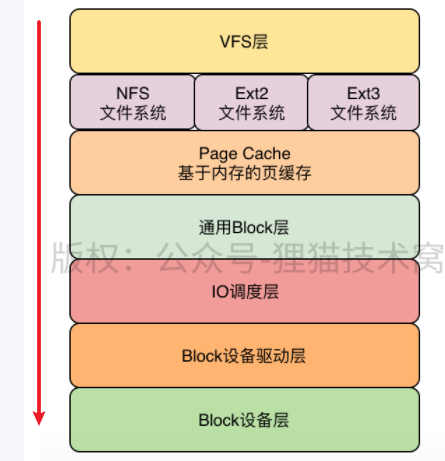 VFS层
NFS
文件系统
Ext2
文件系统
Ext3
文件系统
Page Cache
基于内存的页缓存
通用Block层
版权：公众号-狸猫技术窝
IO调度层
Block设备驱动层
Block设备层